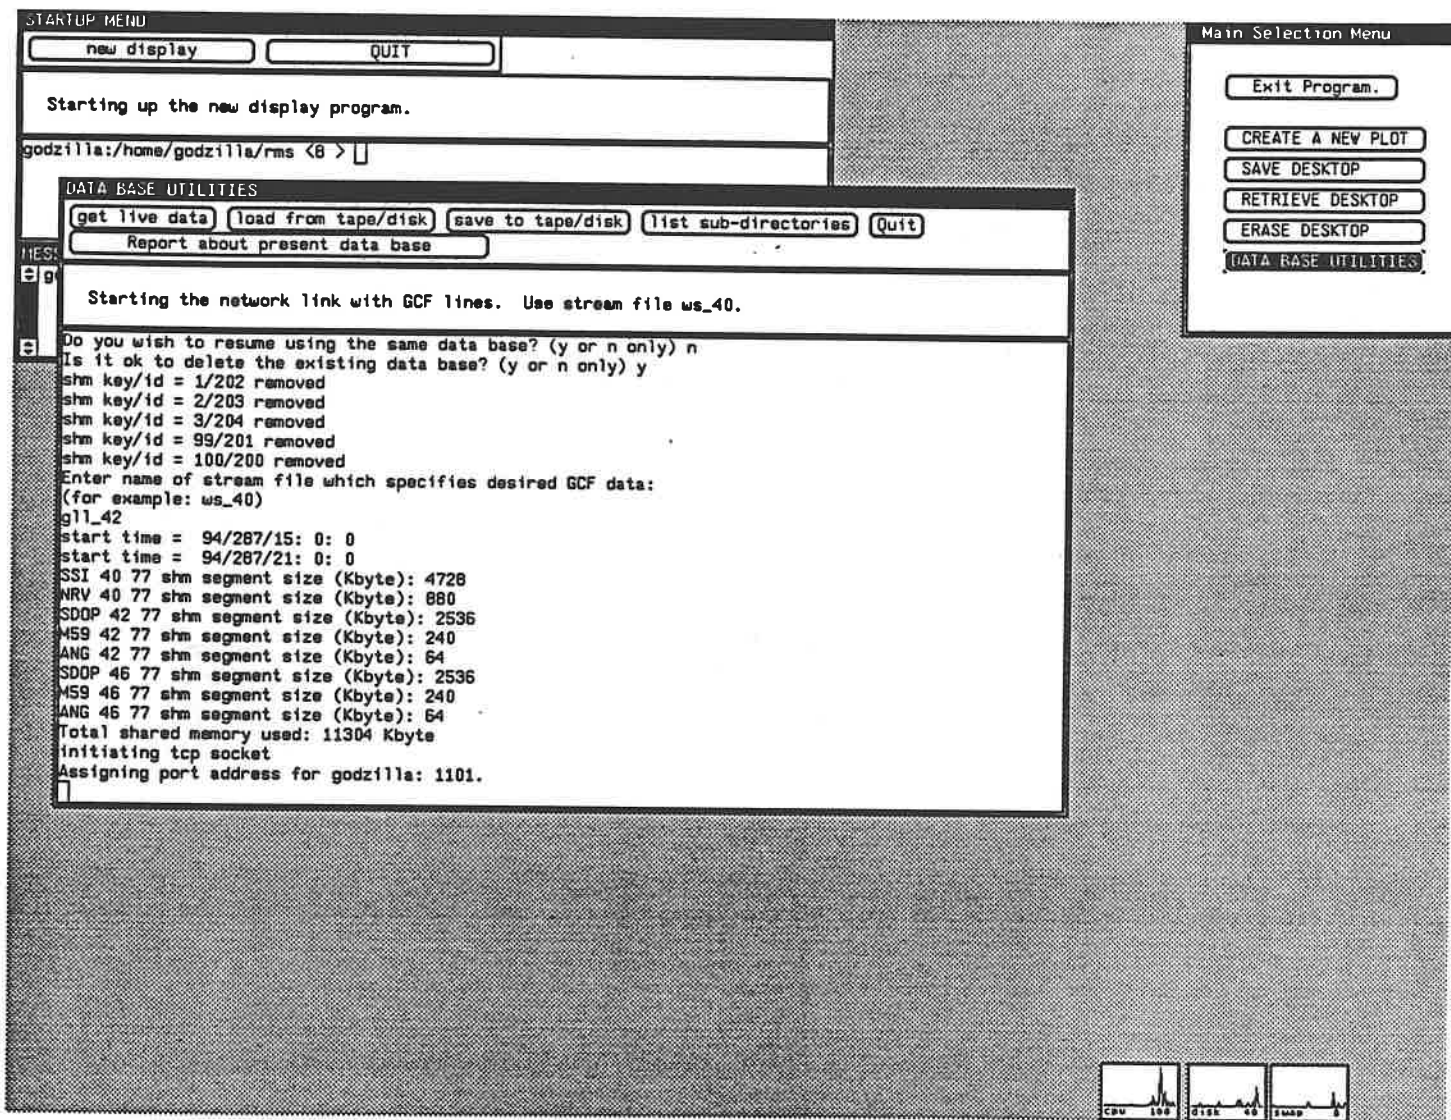 STARTUP MENU
new display QUIT
Starting up the new display program.
godzilla:/home/godzilla/rms <8 >
DATA BASE UTILITIES
get live data load from tape/disk save to tape/disk list sub-directories Quit
Report about present data base
MESS
g
Starting the network link with GCF lines. Use stream file ws_40.
Do you wish to resume using the same data base? (y or n only) n
Is it ok to delete the existing data base? (y or n only) y
shm key/id = 1/202 removed
shm key/id = 2/203 removed
shm key/id = 3/204 removed
shm key/id = 99/201 removed
shm key/id = 100/200 removed
Enter name of stream file which specifies desired GCF data:
(for example: ws_40)
gll_42
start time = 94/287/15: 0: 0
start time = 94/287/21: 0: 0
SSI 40 77 shm segment size (Kbyte): 4728
NRV 40 77 shm segment size (Kbyte): 880
SDOP 42 77 shm segment size (Kbyte): 2536
M59 42 77 shm segment size (Kbyte): 240
ANG 42 77 shm segment size (Kbyte): 64
SDOP 46 77 shm segment size (Kbyte): 2536
M59 46 77 shm segment size (Kbyte): 240
ANG 46 77 shm segment size (Kbyte): 64
Total shared memory used: 11304 Kbyte
initiating tcp socket
Assigning port address for godzilla: 1101.
Main Selection Menu
Exit Program.
CREATE A NEW PLOT
SAVE DESKTOP
RETRIEVE DESKTOP
ERASE DESKTOP
DATA BASE UTILITIES
cpu 100 disk 40 swap 8